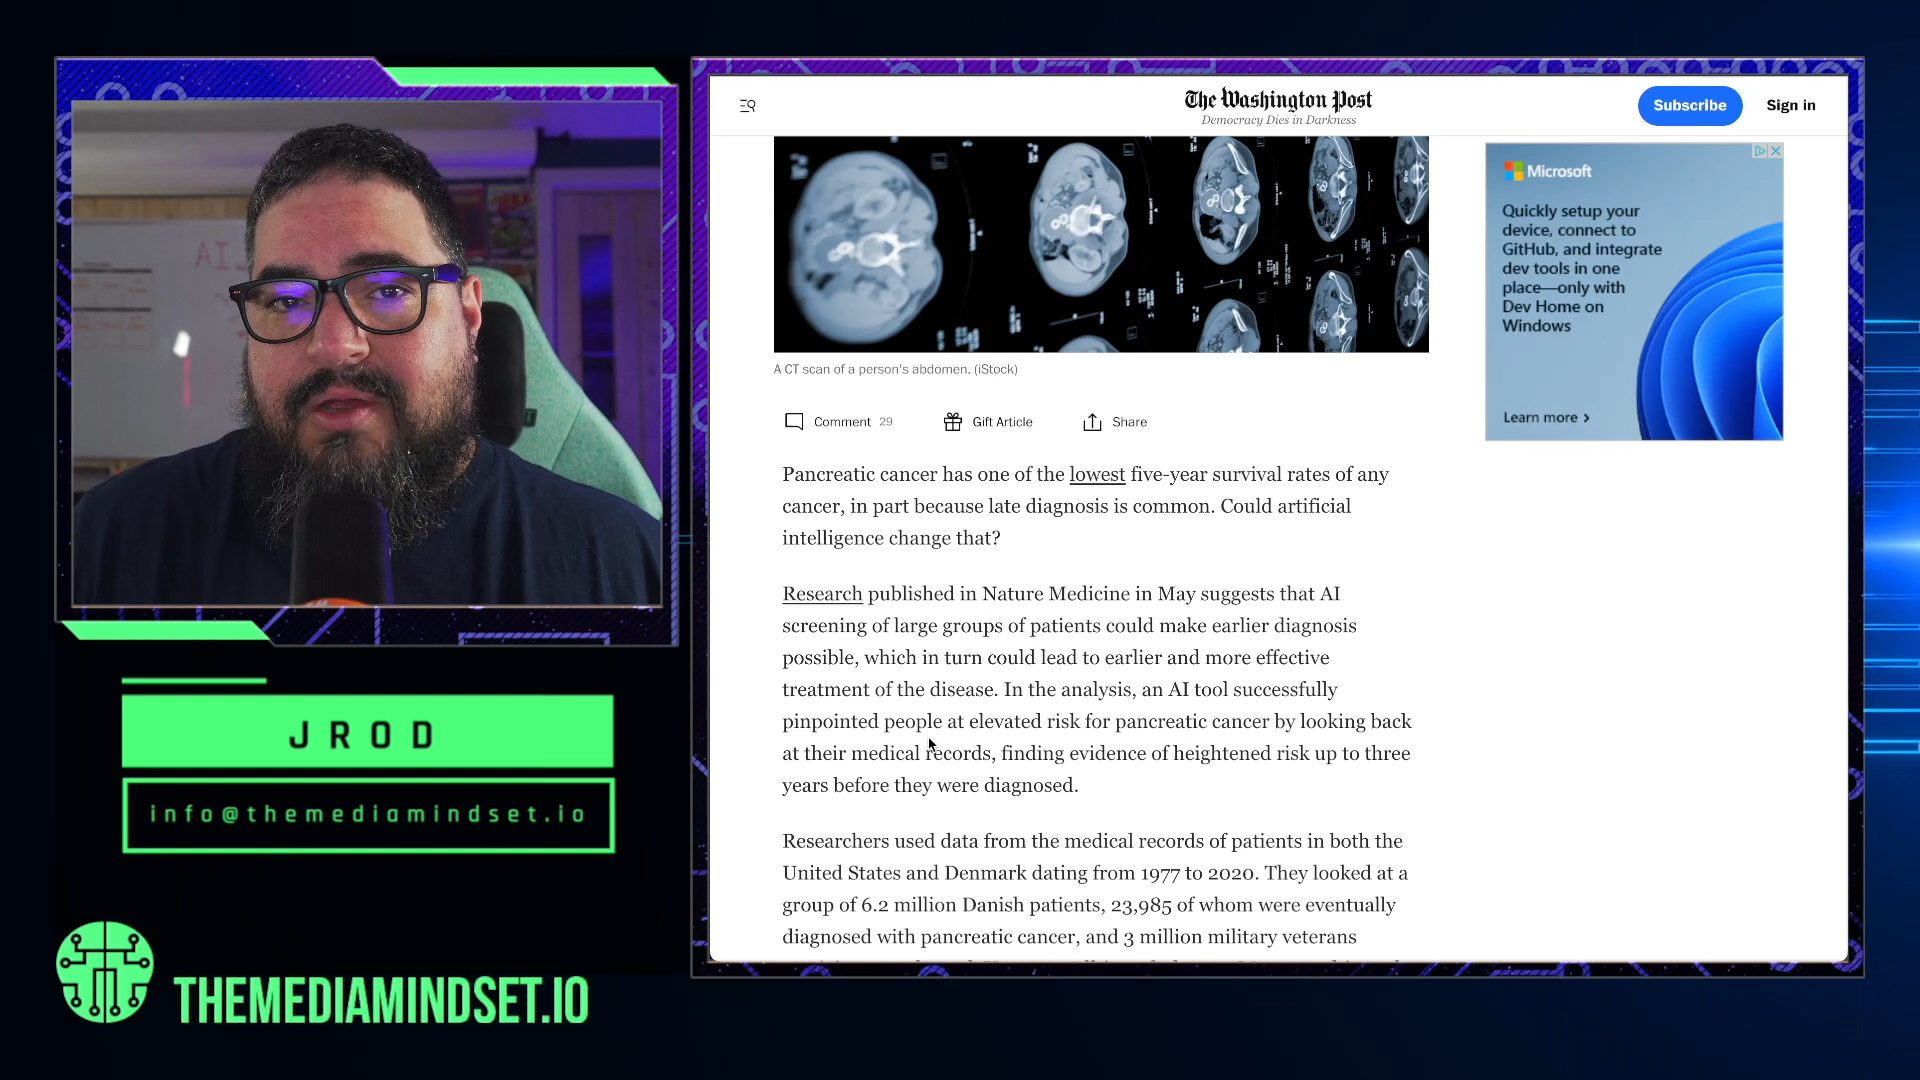 AI
JROD
info@themediamindset.io
THEMEDIAMINDSET.IO
The Washington Post
Democracy Dies in Darkness
Subscribe
Sign in
A CT scan of a person's abdomen. (iStock)
Comment 29
Gift Article
Share
Pancreatic cancer has one of the lowest five-year survival rates of any
cancer, in part because late diagnosis is common. Could artificial
intelligence change that?
Research published in Nature Medicine in May suggests that AI
screening of large groups of patients could make earlier diagnosis
possible, which in turn could lead to earlier and more effective
treatment of the disease. In the analysis, an AI tool successfully
pinpointed people at elevated risk for pancreatic cancer by looking back
at their medical records, finding evidence of heightened risk up to three
years before they were diagnosed.
Researchers used data from the medical records of patients in both the
United States and Denmark dating from 1977 to 2020. They looked at a
group of 6.2 million Danish patients, 23,985 of whom were eventually
diagnosed with pancreatic cancer, and 3 million military veterans
Microsoft
Quickly setup your
device, connect to
GitHub, and integrate
dev tools in one
place—only with
Dev Home on
Windows
Learn more >